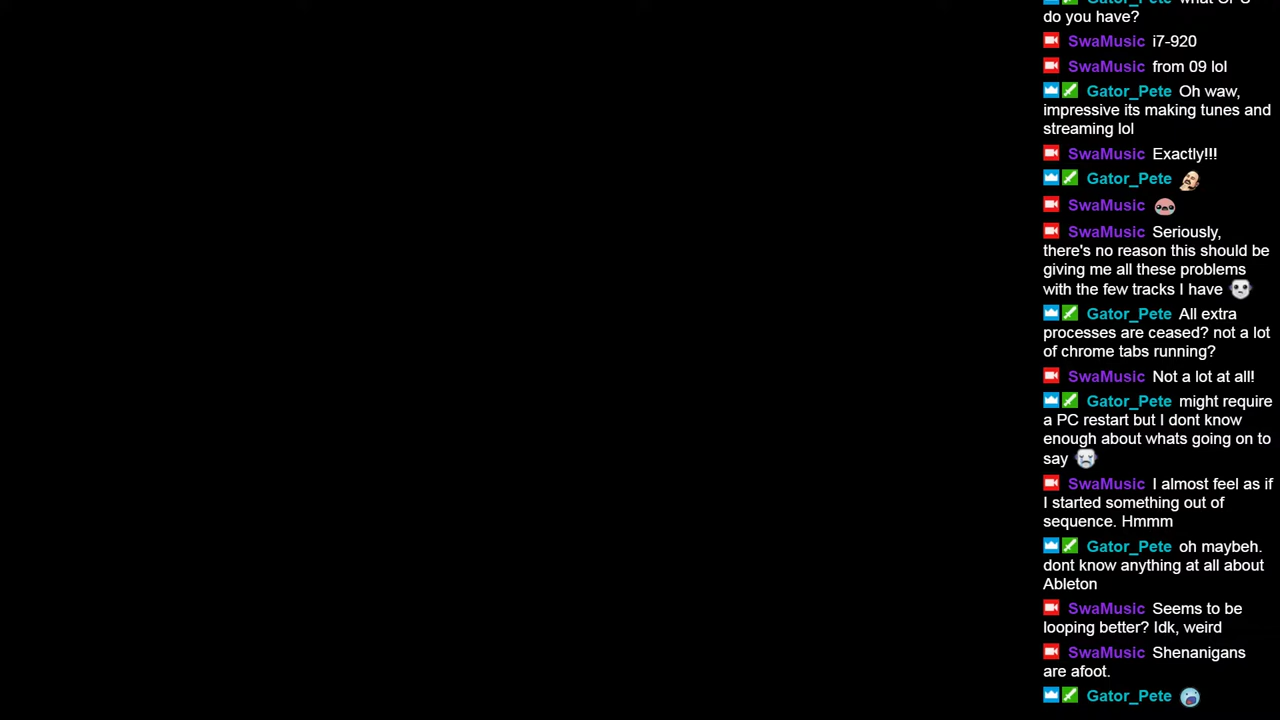 Gator_Pete what
do you have?
SwaMusic i7-920
SwaMusic from 09 lol
Gator_Pete Oh waw,
impressive its making tunes and
streaming lol
SwaMusic Exactly!!!
Gator_Pete
SwaMusic
SwaMusic Seriously,
there's no reason this should be
giving me all these problems
with the few tracks I have
Gator_Pete All extra
processes are ceased? not a lot
of chrome tabs running?
SwaMusic Not a lot at all!
Gator_Pete might require
a PC restart but I dont know
enough about whats going on to
say
SwaMusic I almost feel as if
I started something out of
sequence. Hmmm
Gator_Pete oh maybeh.
dont know anything at all about
Ableton
SwaMusic Seems to be
looping better? Idk, weird
SwaMusic Shenanigans
are afoot.
Gator_Pete